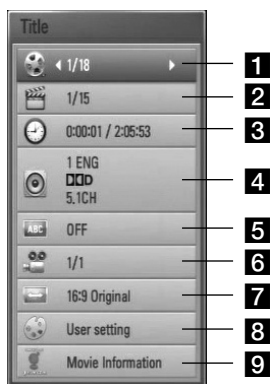 Title
1/18
1
1/15
2
0:00:01 / 2:05:53
3
1 ENG
D
5.1CH
4
ABC
OFF
5
1/1
6
16:9 Original
7
User setting
8
Movie Information
9